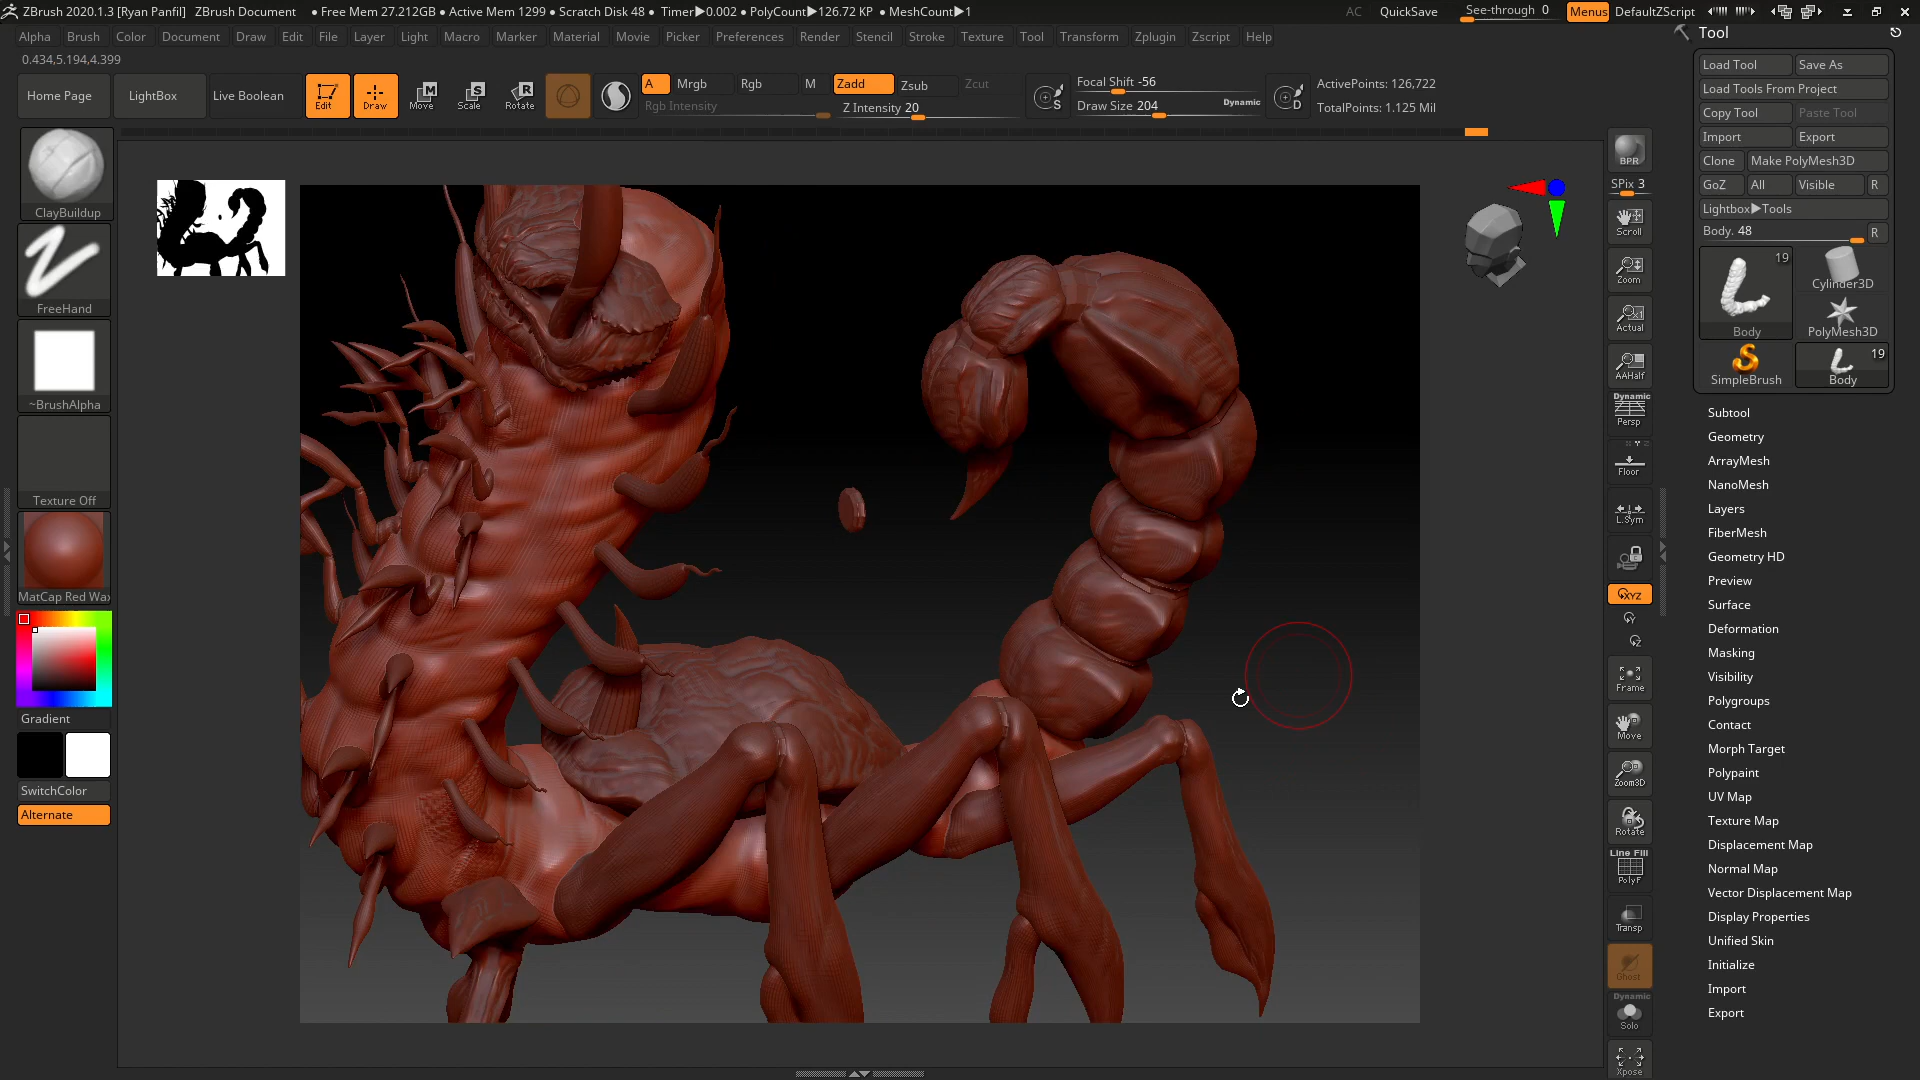 ZBrush 2020.1.3 [Ryan Panfil] ZBrush Document • Free Mem 27.212GB • Active Mem 1299 • Scratch Disk 48 • Timer▶0.002 • PolyCount▶126.72 KP • MeshCount▶1 AC QuickSave See-through 0 Menus DefaultZScript
Alpha Brush Color Document Draw Edit File Layer Light Macro Marker Material Movie Picker Preferences Render Stencil Stroke Texture Tool Transform Zplugin Zscript Help
0.434,5.194,4.399
Home Page LightBox Live Boolean Edit Draw Move Scale Rotate
A Mrgb Rgb M Zadd Zsub Zcut
Rgb Intensity Z Intensity 20
Focal Shift -56
Draw Size 204 Dynamic
ActivePoints: 126,722
TotalPoints: 1.125 Mil
ClayBuildup
FreeHand
~BrushAlpha
Texture Off
MatCap Red Wax
Gradient
SwitchColor
Alternate
BPR
SPix 3
Scroll
Zoom
Actual
AAHalf
Dynamic
Persp
Floor
L.Sym
XYZ
Y
Z
Frame
Move
Zoom3D
Rotate
Line Fill
PolyF
Transp
Ghost
Dynamic
Solo
Xpose
Tool
Load Tool Save As
Load Tools From Project
Copy Tool Paste Tool
Import Export
Clone Make PolyMesh3D
GoZ All Visible R
Lightbox▶Tools
Body. 48 R
19
Cylinder3D
Body PolyMesh3D
19
SimpleBrush Body
Subtool
Geometry
ArrayMesh
NanoMesh
Layers
FiberMesh
Geometry HD
Preview
Surface
Deformation
Masking
Visibility
Polygroups
Contact
Morph Target
Polypaint
UV Map
Texture Map
Displacement Map
Normal Map
Vector Displacement Map
Display Properties
Unified Skin
Initialize
Import
Export